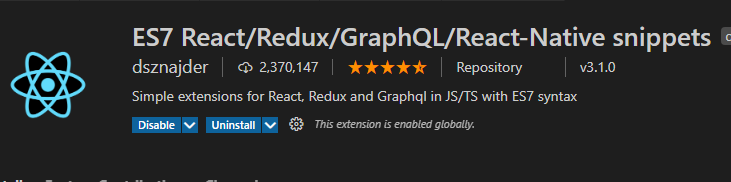 ES7 React/Redux/GraphQL/React-Native snippets
dsznajder 2,370,147 Repository v3.1.0
Simple extensions for React, Redux and Graphql in JS/TS with ES7 syntax
Disable Uninstall This extension is enabled globally.